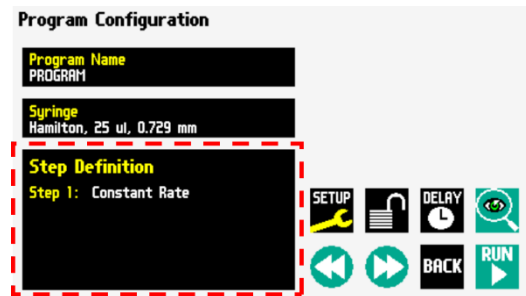 Program Configuration
Program Name
PROGRAM
Syringe
Hamilton, 25 ul, 0.729 mm
Step Definition
Step 1: Constant Rate
SETUP
DELAY
BACK
RUN